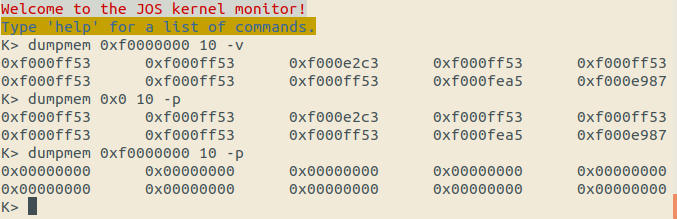 Welcome to the JOS kernel monitor!
Type 'help' for a list of commands.
K> dumpmem 0xf0000000 10 -v
0xf000ff53 0xf000ff53 0xf000e2c3 0xf000ff53 0xf000ff53
0xf000ff53 0xf000ff53 0xf000ff53 0xf000fea5 0xf000e987
K> dumpmem 0x0 10 -p
0xf000ff53 0xf000ff53 0xf000e2c3 0xf000ff53 0xf000ff53
0xf000ff53 0xf000ff53 0xf000ff53 0xf000fea5 0xf000e987
K> dumpmem 0xf0000000 10 -p
0x00000000 0x00000000 0x00000000 0x00000000 0x00000000
0x00000000 0x00000000 0x00000000 0x00000000 0x00000000
K>